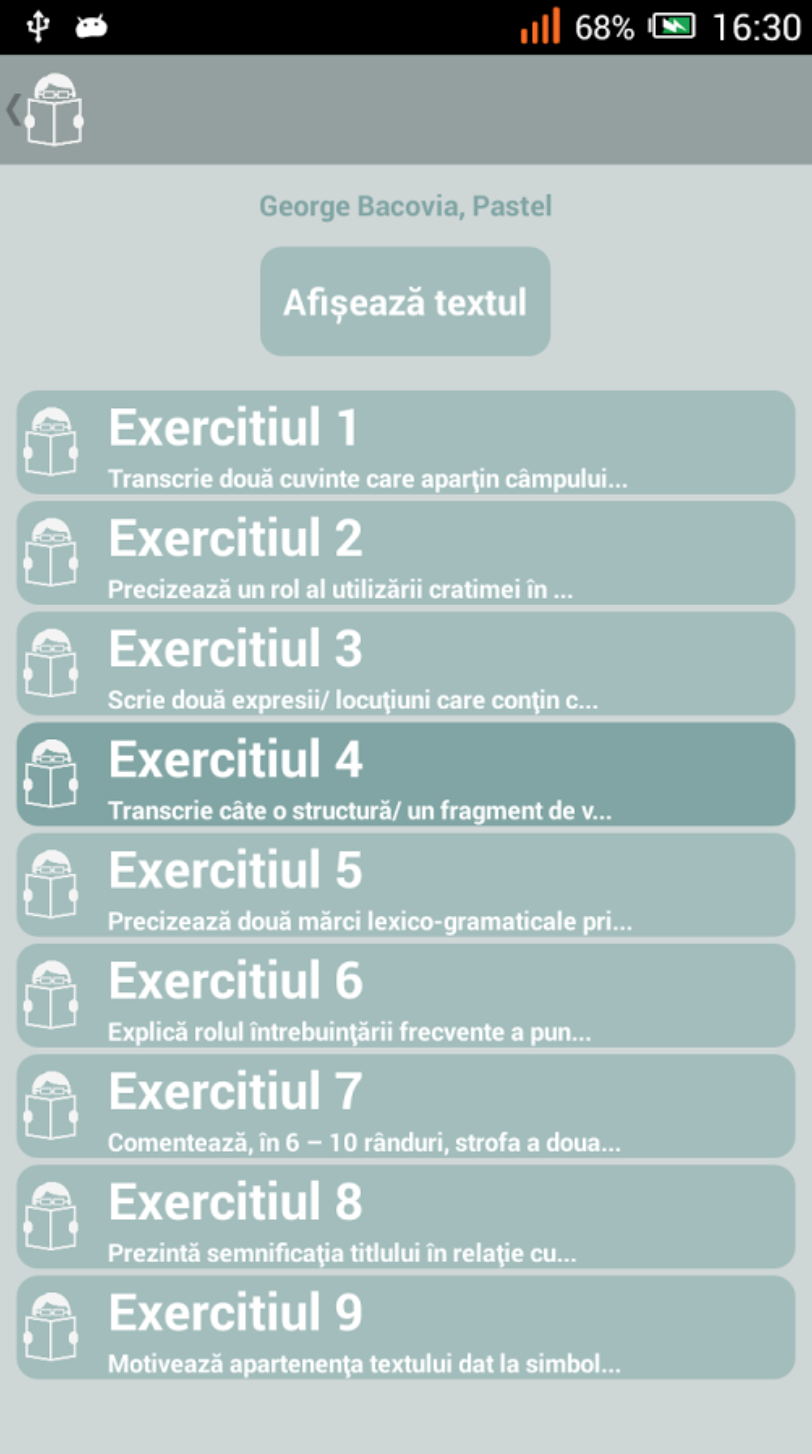 68% 16:30
George Bacovia, Pastel
Afișează textul
Exercitiul 1
Transcrie două cuvinte care aparţin câmpului...
Exercitiul 2
Precizează un rol al utilizării cratimei în ...
Exercitiul 3
Scrie două expresii/ locuţiuni care conţin c...
Exercitiul 4
Transcrie câte o structură/ un fragment de v...
Exercitiul 5
Precizează două mărci lexico-gramaticale pri...
Exercitiul 6
Explică rolul întrebuinţării frecvente a pun...
Exercitiul 7
Comentează, în 6 – 10 rânduri, strofa a doua...
Exercitiul 8
Prezintă semnificaţia titlului în relaţie cu...
Exercitiul 9
Motivează apartenenţa textului dat la simbol...